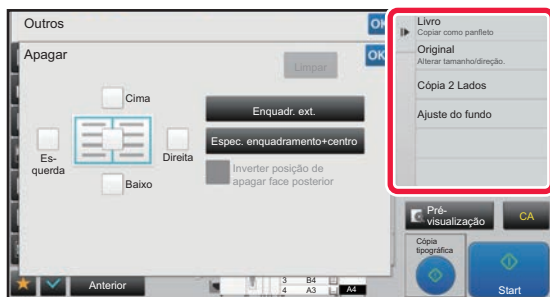 Outros
OK
Apagar
OK
Limpar
Cima
Es-
querda
Direita
Baixo
Enquadr. ext.
Espec. enquadramento+centro
Inverter posição de
apagar face posterior
Anterior
3 B4
4 A3
A4
Livro
Copiar como panfleto
Original
Alterar tamanho/direção.
Cópia 2 Lados
Ajuste do fundo
Pré-
visualização
CA
Cópia
tipográfica
Start